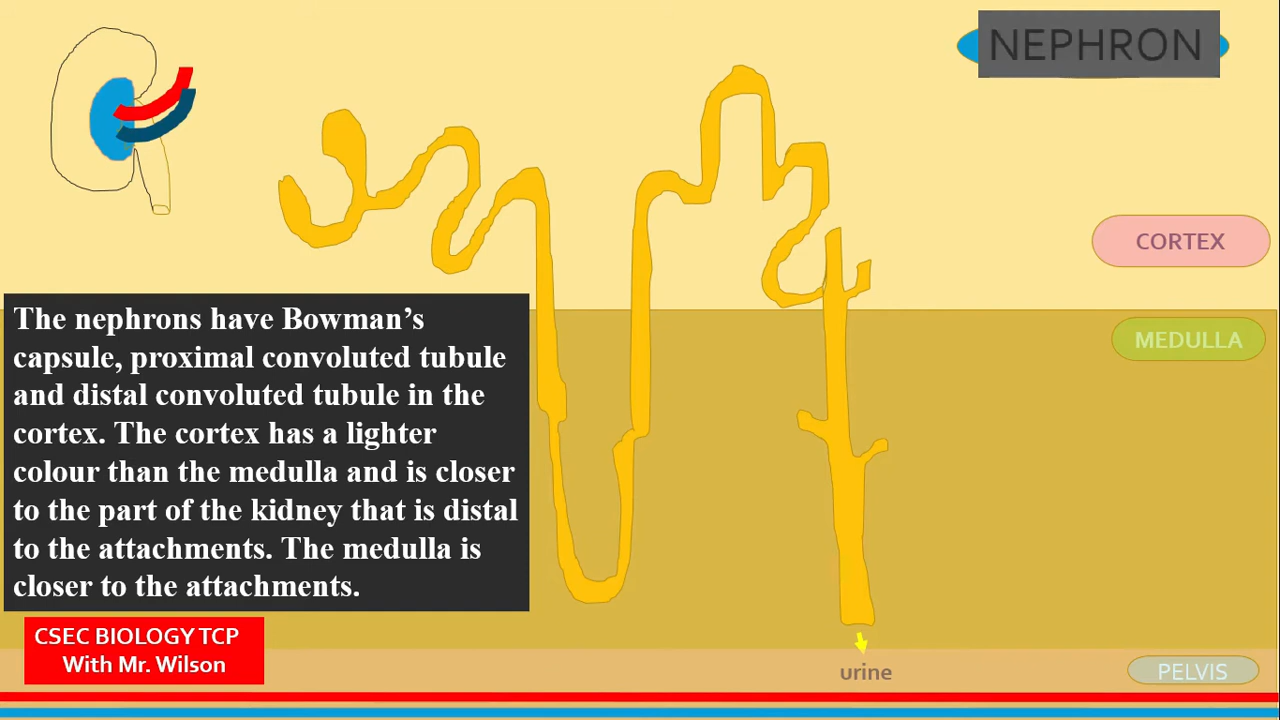 NEPHRON
CORTEX
The nephrons have Bowman’s
capsule, proximal convoluted tubule
and distal convoluted tubule in the
cortex. The cortex has a lighter
colour than the medulla and is closer
to the part of the kidney that is distal
to the attachments. The medulla is
closer to the attachments.
MEDULLA
CSEC BIOLOGY TCP
With Mr. Wilson
urine
PELVIS